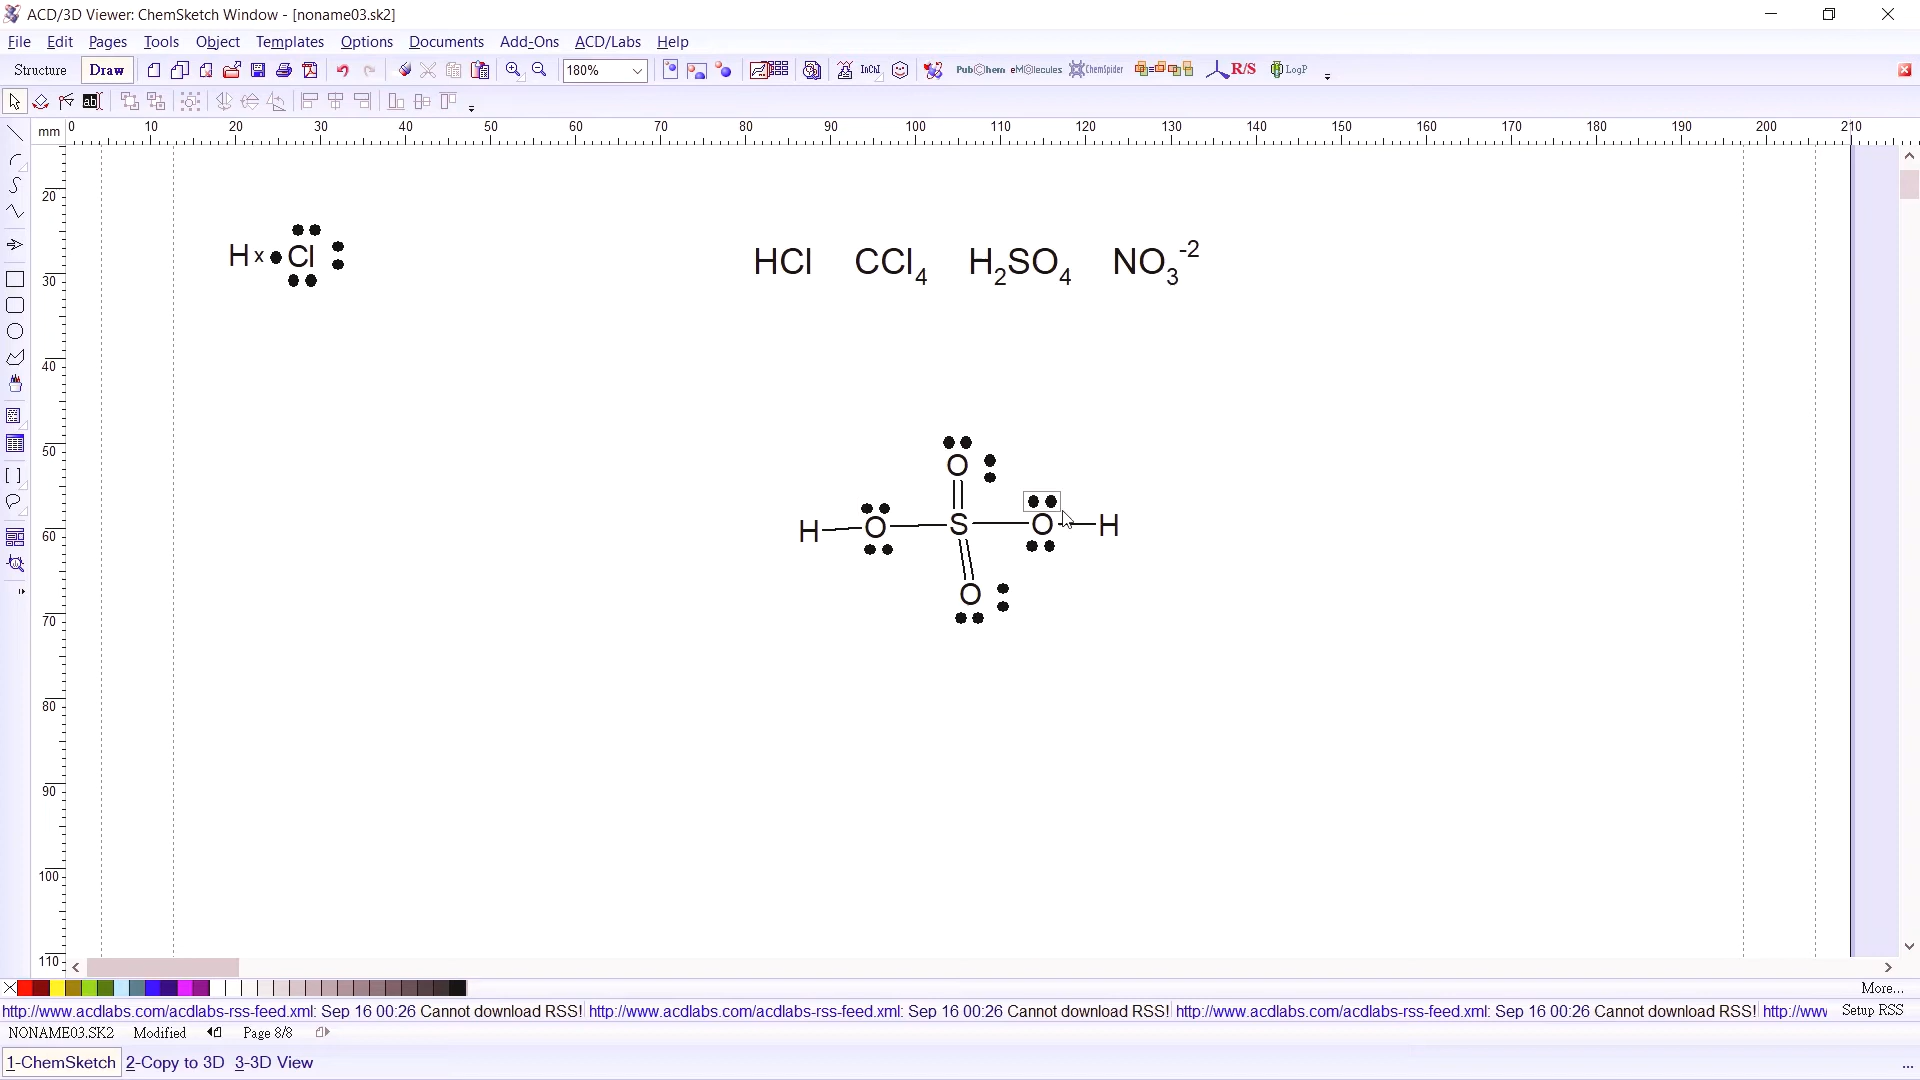 ACD/3D Viewer: ChemSketch Window - [noname03.sk2]
File Edit Pages Tools Object Templates Options Documents Add-Ons ACD/Labs Help
Structure Draw 180% InChI PubChem eMolecules ChemSpider R/S LogP
ab
mm 0 10 20 30 40 50 60 70 80 90 100 110 120 130 140 150 160 170 180 190 200 210
20
H x Cl
HCl CCl₄ H₂SO₄ NO₃⁻²
30
40
50
O
H O S O H
60
O
70
80
90
100
110
More...
http://www.acdlabs.com/acdlabs-rss-feed.xml: Sep 16 00:26 Cannot download RSS! http://www.acdlabs.com/acdlabs-rss-feed.xml: Sep 16 00:26 Cannot download RSS! http://www.acdlabs.com/acdlabs-rss-feed.xml: Sep 16 00:26 Cannot download RSS! http://www Setup RSS
NONAME03.SK2 Modified Page 8/8
1-ChemSketch 2-Copy to 3D 3-3D View ...